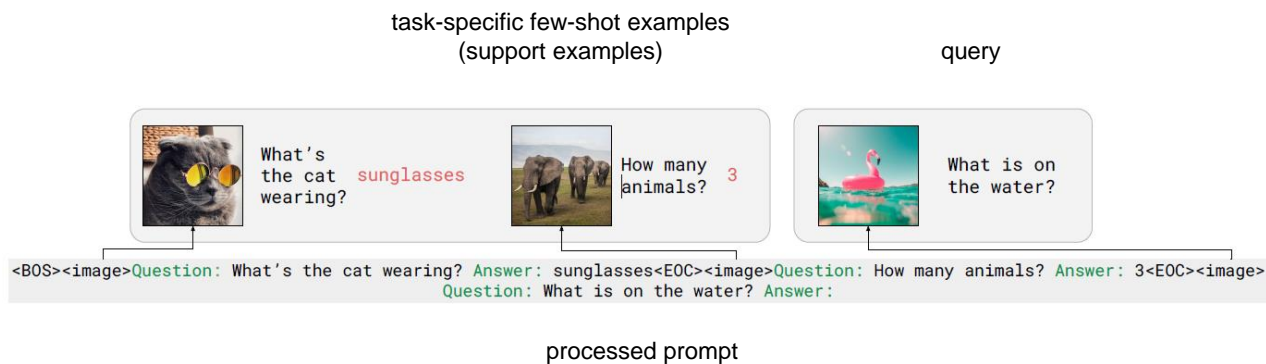 task-specific few-shot examples
(support examples)
query
What's
the cat
wearing?
sunglasses
How many
animals?
3
What is on
the water?
<BOS><image>Question: What's the cat wearing? Answer: sunglasses<EOC><image>Question: How many animals? Answer: 3<EOC><image>
Question: What is on the water? Answer:
processed prompt